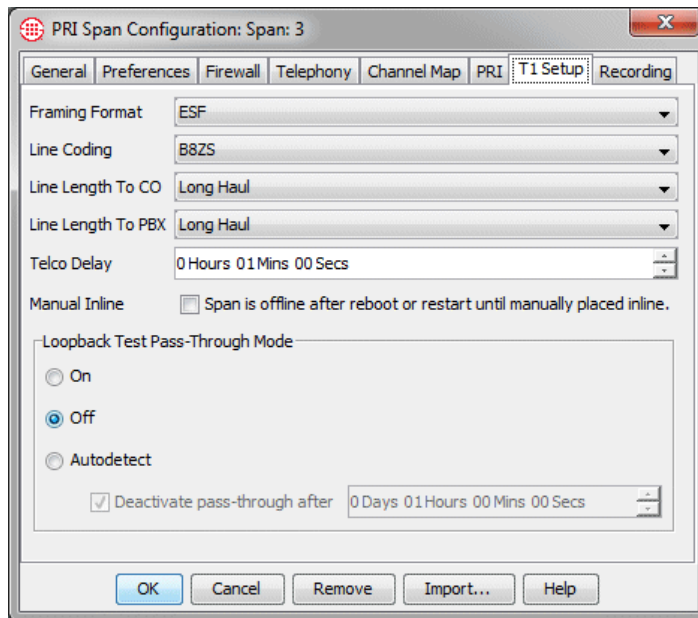 PRI Span Configuration: Span: 3
General Preferences Firewall Telephony Channel Map PRI T1 Setup Recording
Framing Format ESF
Line Coding B8ZS
Line Length To CO Long Haul
Line Length To PBX Long Haul
Telco Delay 0 Hours 01 Mins 00 Secs
Manual Inline Span is offline after reboot or restart until manually placed inline.
Loopback Test Pass-Through Mode
On
Off
Autodetect
Deactivate pass-through after 0 Days 01 Hours 00 Mins 00 Secs
OK Cancel Remove Import... Help